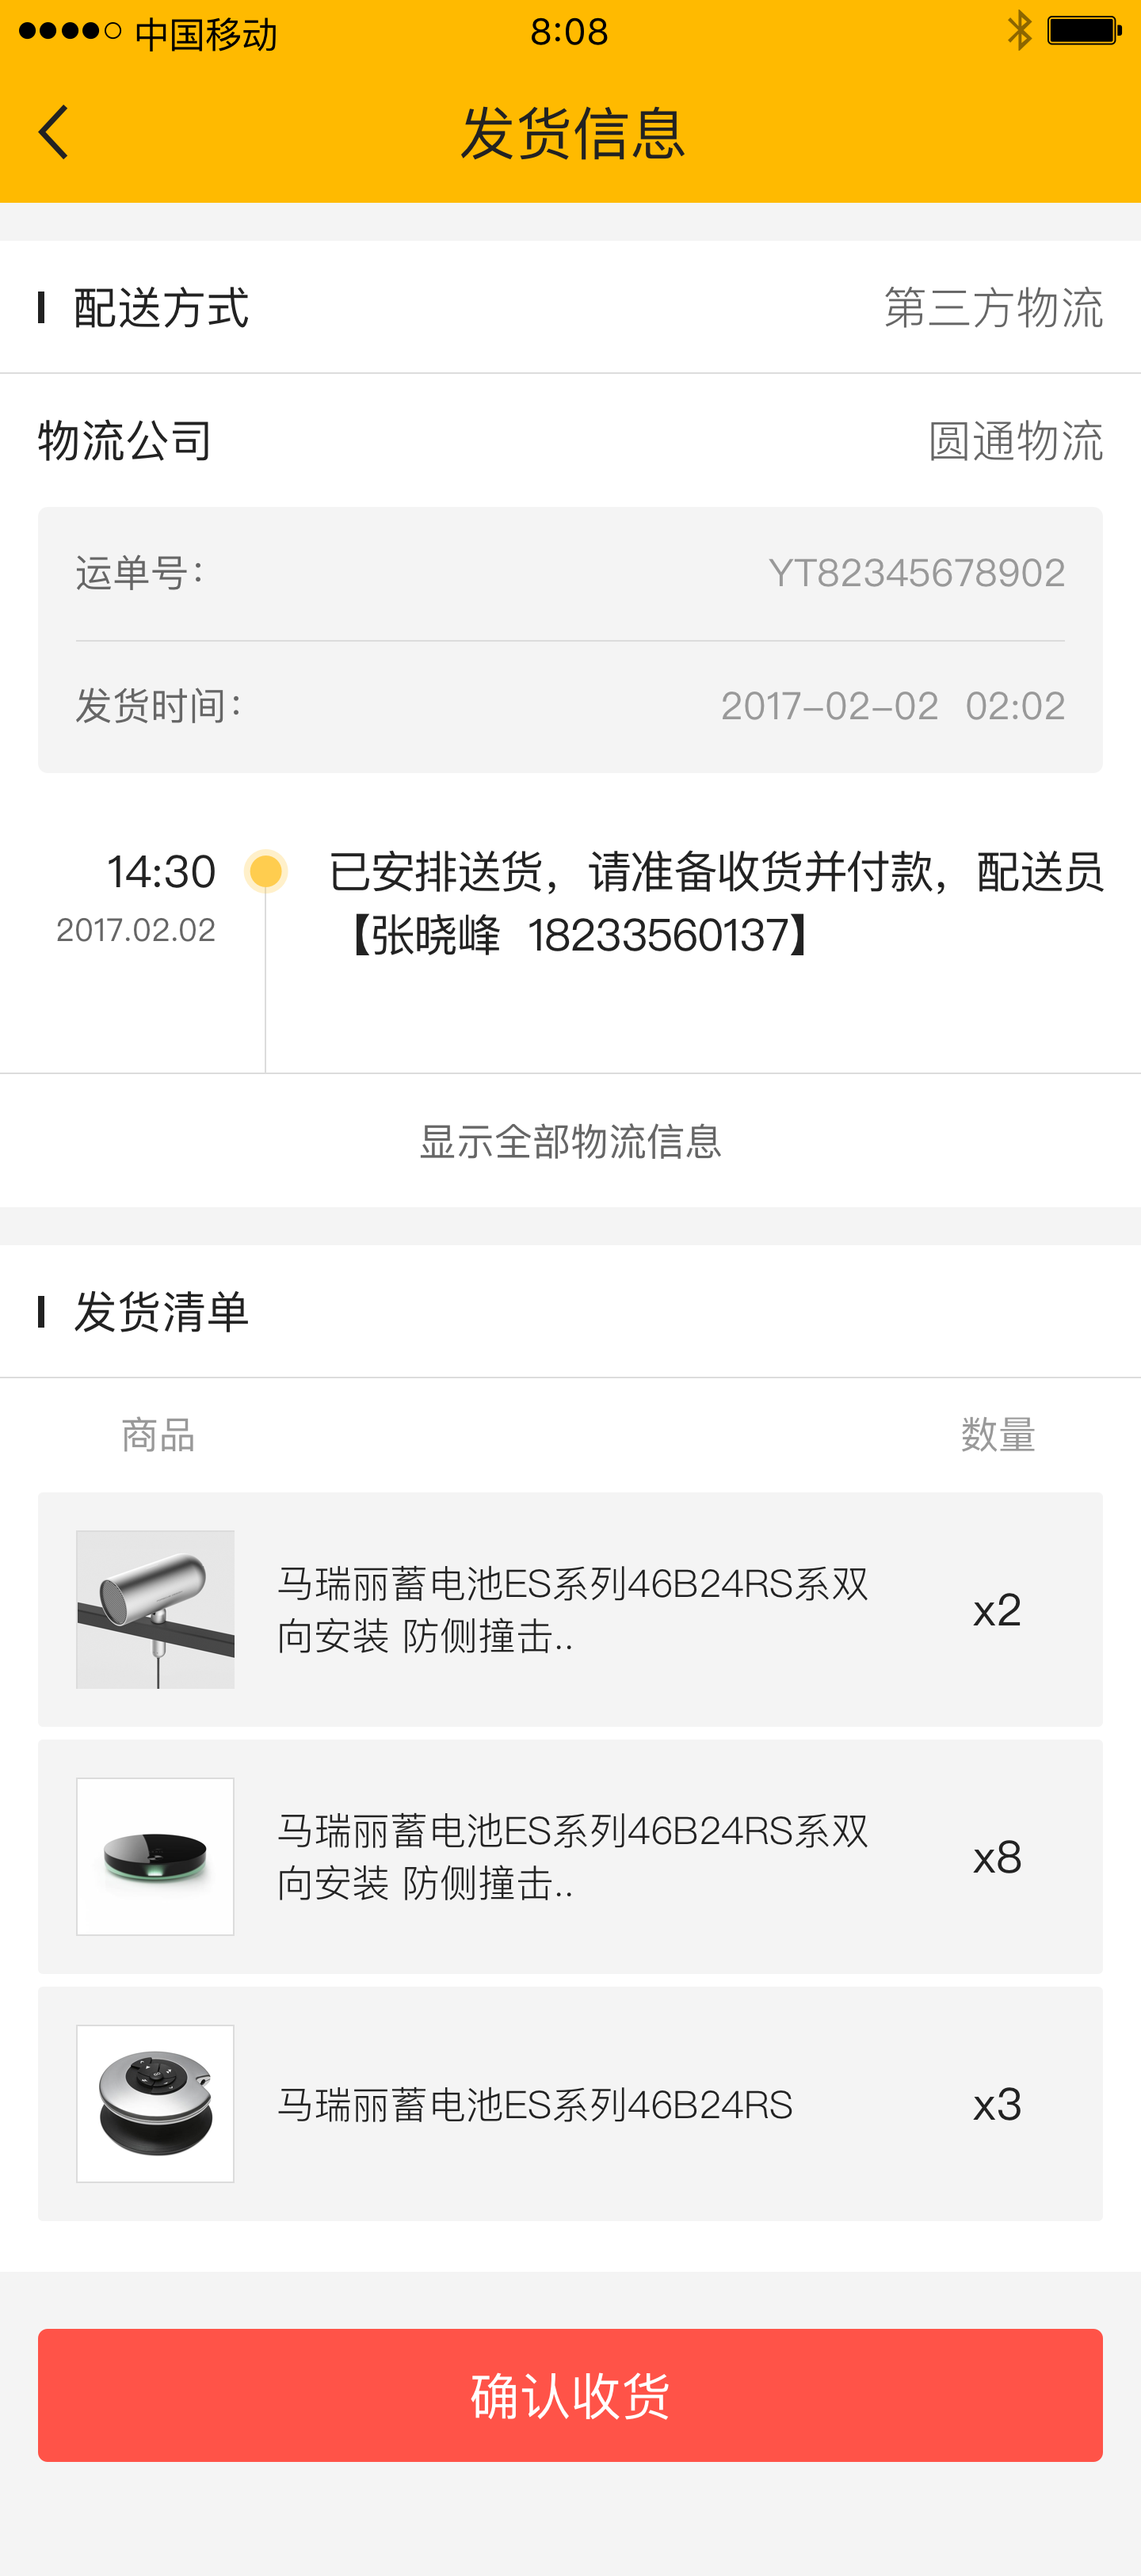 中国移动 8:08
发货信息
配送方式 第三方物流
物流公司 圆通物流
运单号: YT82345678902
发货时间: 2017-02-02 02:02
14:30 已安排送货，请准备收货并付款，配送员
2017.02.02 【张晓峰 18233560137】
显示全部物流信息
发货清单
商品 数量
马瑞丽蓄电池ES系列46B24RS系双
向安装 防侧撞击..
x2
马瑞丽蓄电池ES系列46B24RS系双
向安装 防侧撞击..
x8
马瑞丽蓄电池ES系列46B24RS x3
确认收货